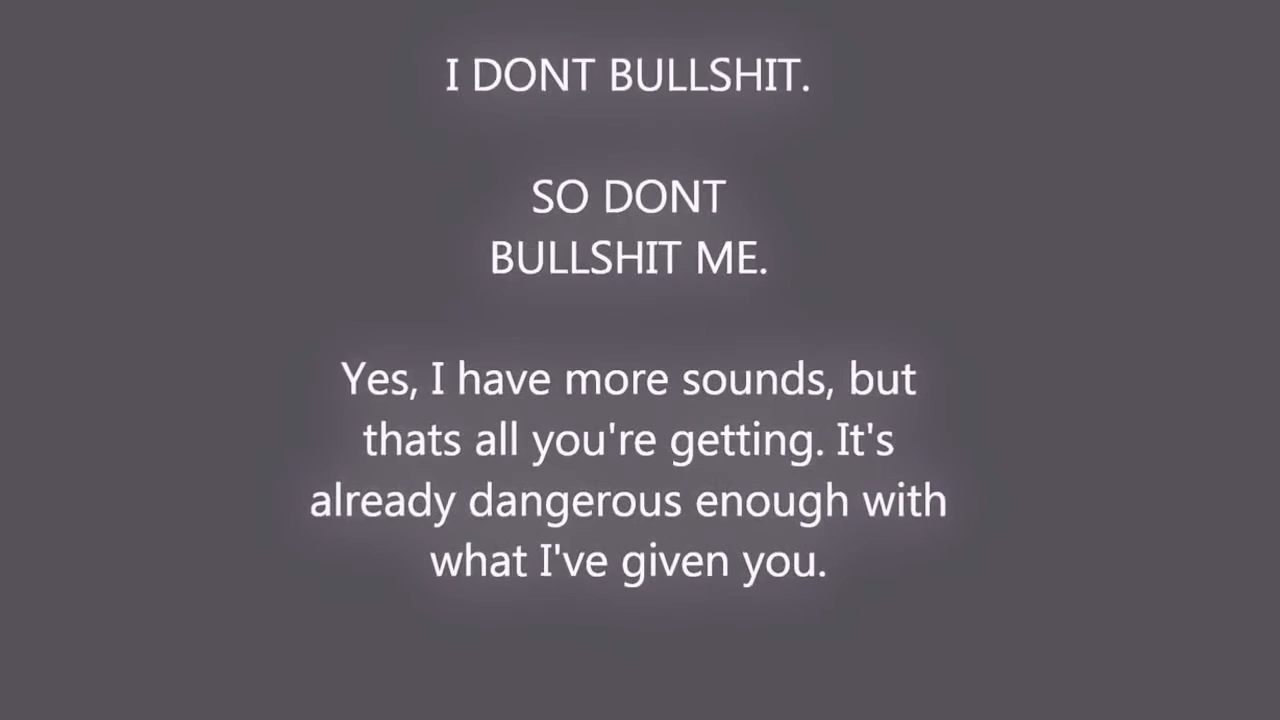 I DONT BULLSHIT.
SO DONT
BULLSHIT ME.
Yes, I have more sounds, but
thats all you're getting. It's
already dangerous enough with
what I've given you.